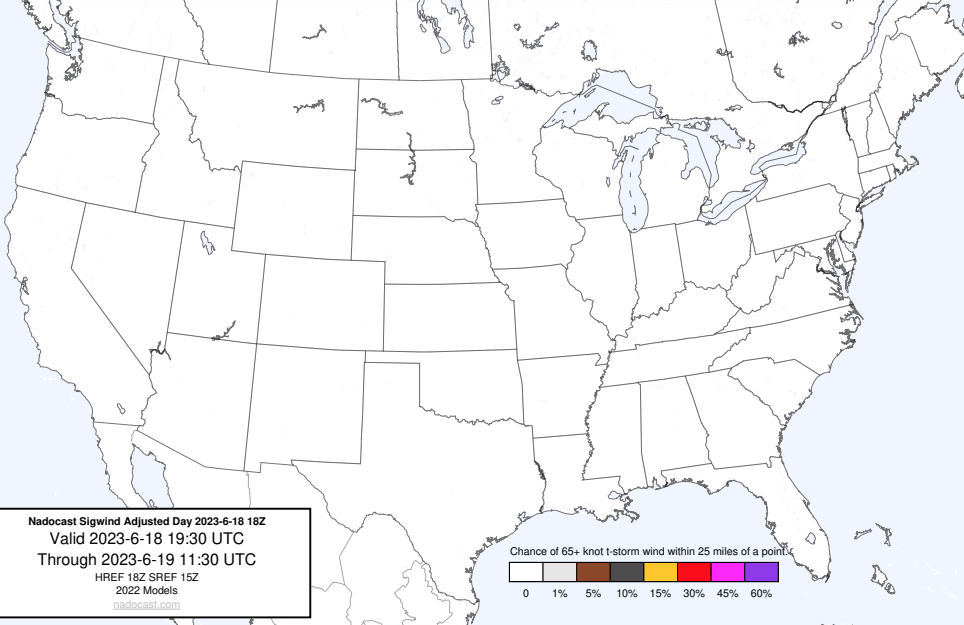 Nadocast Sigwind Adjusted Day 2023-6-18 18Z
Valid 2023-6-18 19:30 UTC
Through 2023-6-19 11:30 UTC
HREF 18Z SREF 15Z
2022 Models
nadocast.com
Chance of 65+ knot t-storm wind within 25 miles of a point.
0 1% 5% 10% 15% 30% 45% 60%